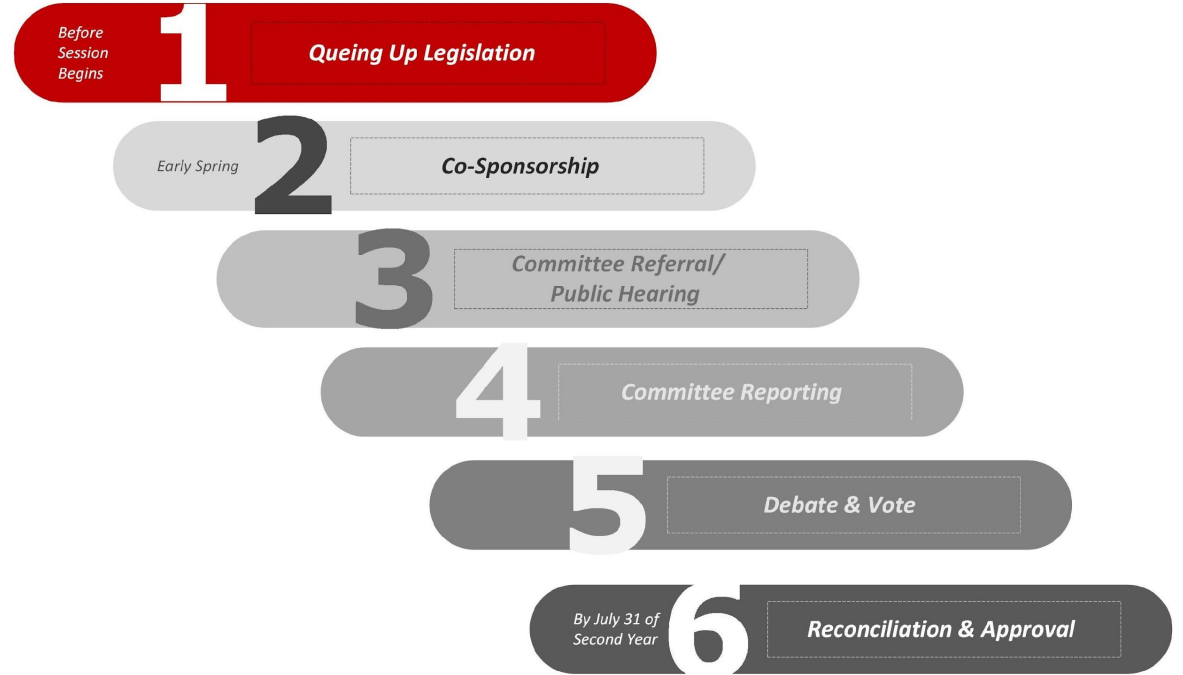 Before
Session
Begins
1
Queing Up Legislation
Early Spring
2
Co-Sponsorship
3
Committee Referral/
Public Hearing
4
Committee Reporting
5
Debate & Vote
By July 31 of
Second Year
6
Reconciliation & Approval